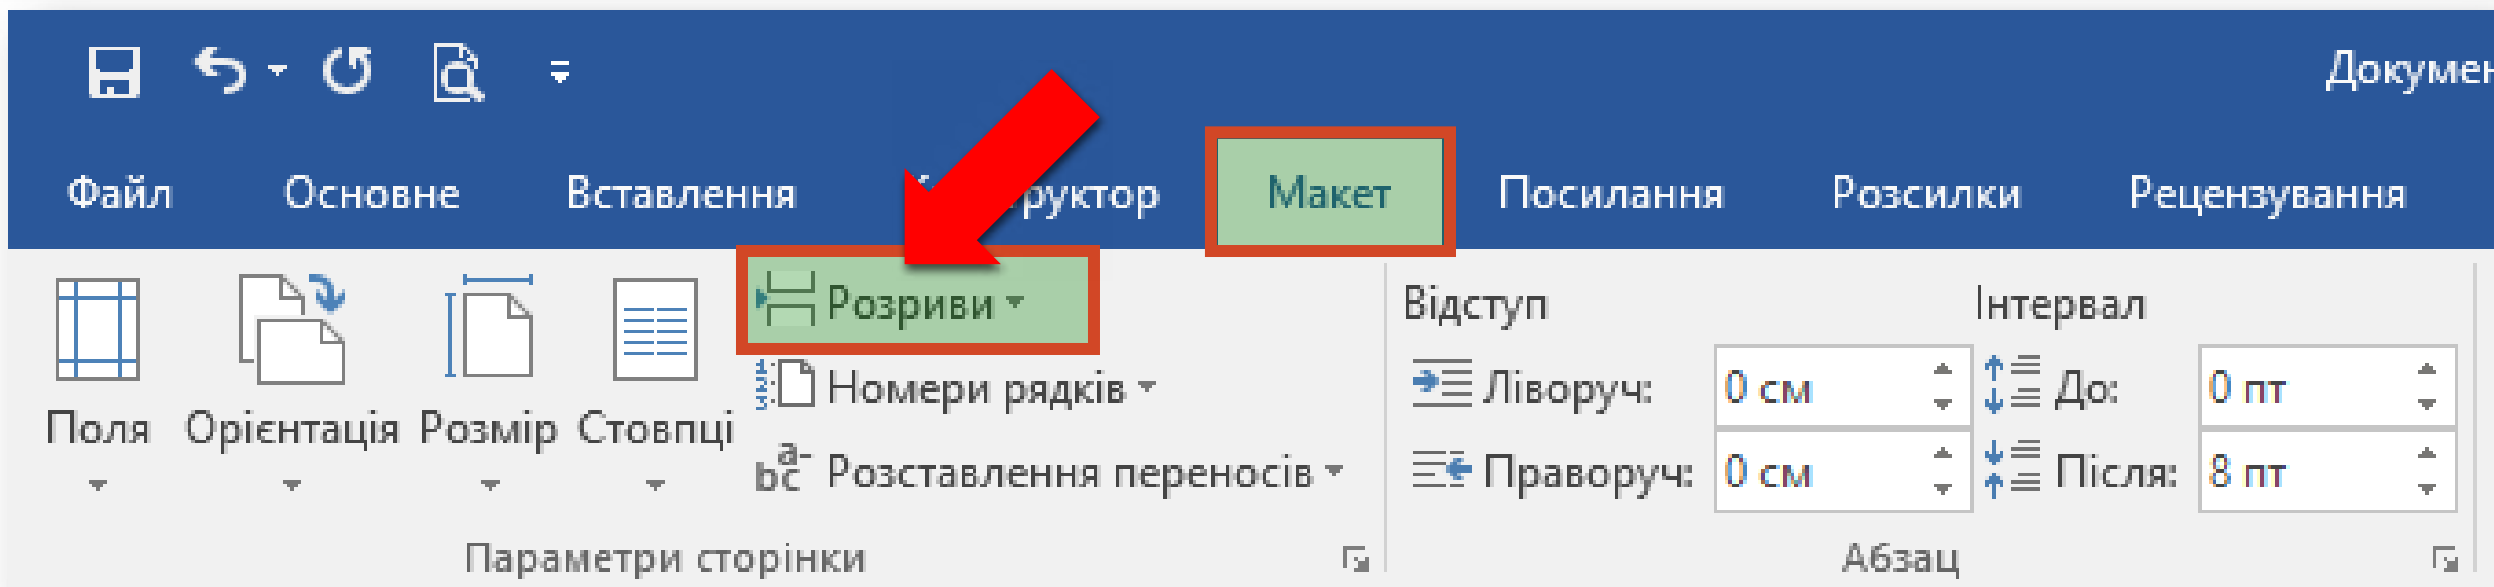 Докумен
Файл Основне Вставлення руктор Макет Посилання Розсилки Рецензування
Розриви Відступ Інтервал
Номери рядків Ліворуч: 0 см До: 0 пт
Поля Орієнтація Розмір Стовпці
Розставлення переносів Праворуч: 0 см Після: 8 пт
Параметри сторінки Абзац